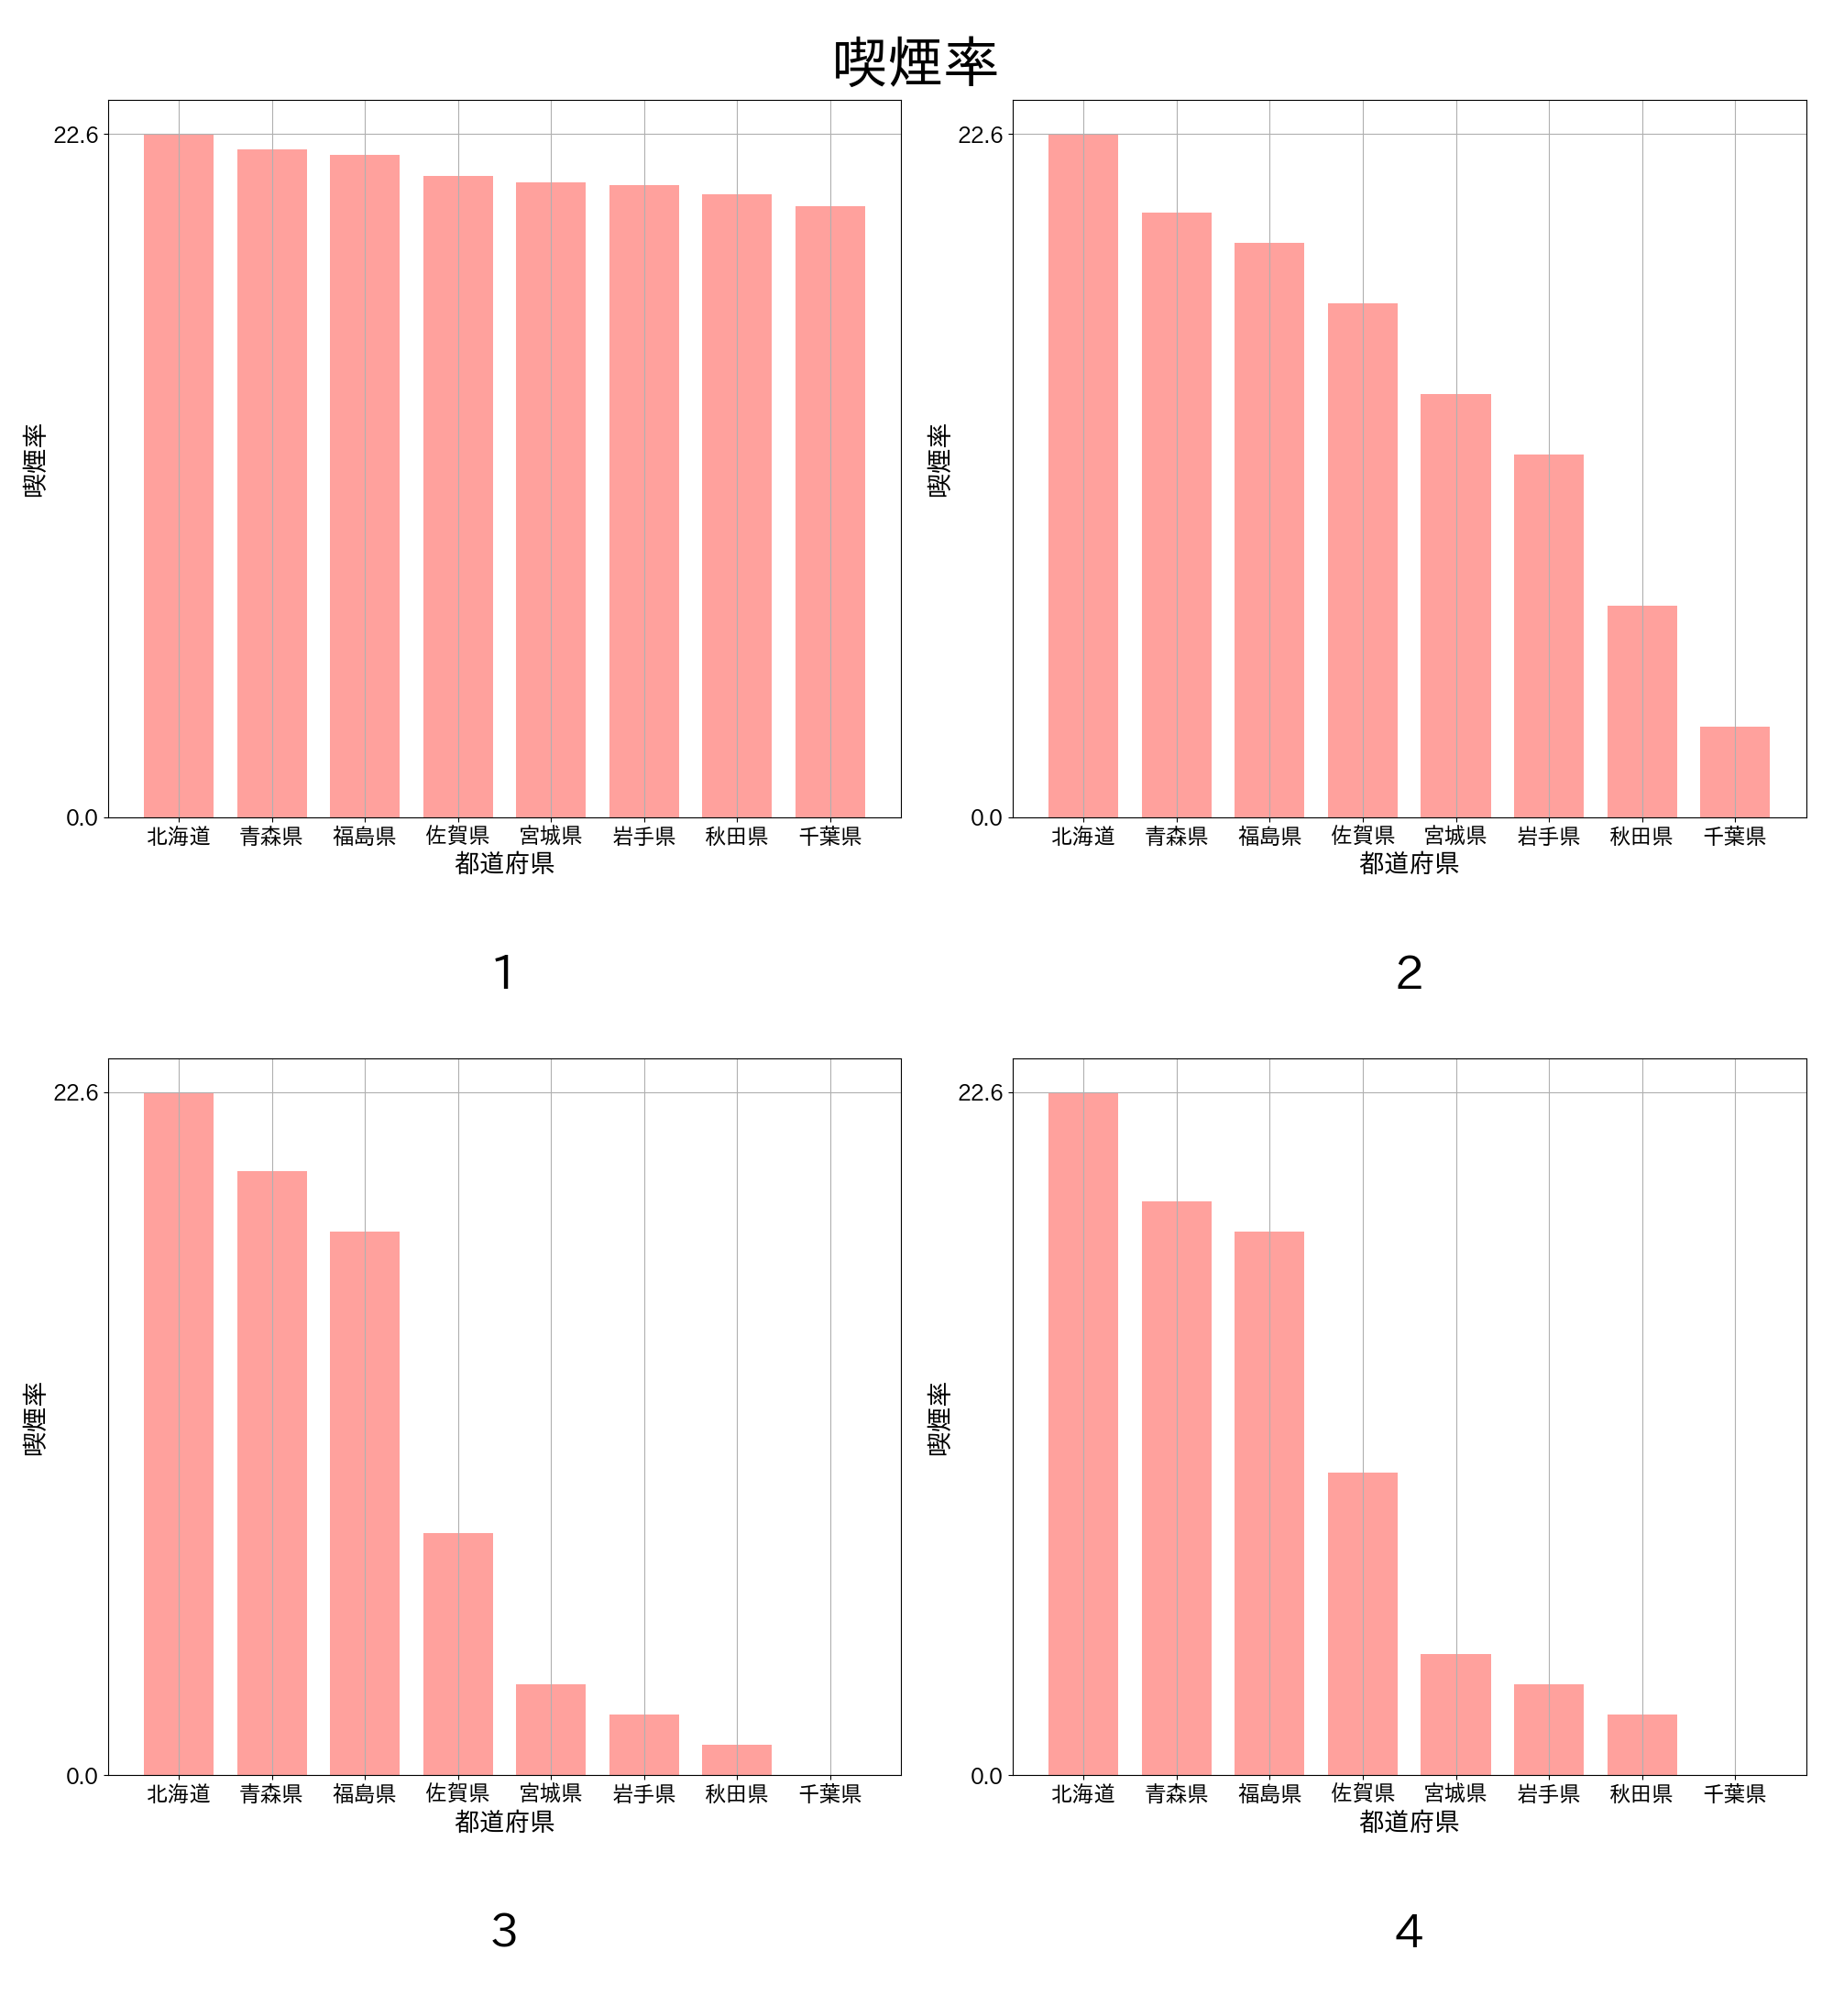 喫煙率
22.6
0.0
喫煙率
北海道 青森県 福島県 佐賀県 宮城県 岩手県 秋田県 千葉県
都道府県
1
22.6
0.0
喫煙率
北海道 青森県 福島県 佐賀県 宮城県 岩手県 秋田県 千葉県
都道府県
2
22.6
0.0
喫煙率
北海道 青森県 福島県 佐賀県 宮城県 岩手県 秋田県 千葉県
都道府県
3
22.6
0.0
喫煙率
北海道 青森県 福島県 佐賀県 宮城県 岩手県 秋田県 千葉県
都道府県
4